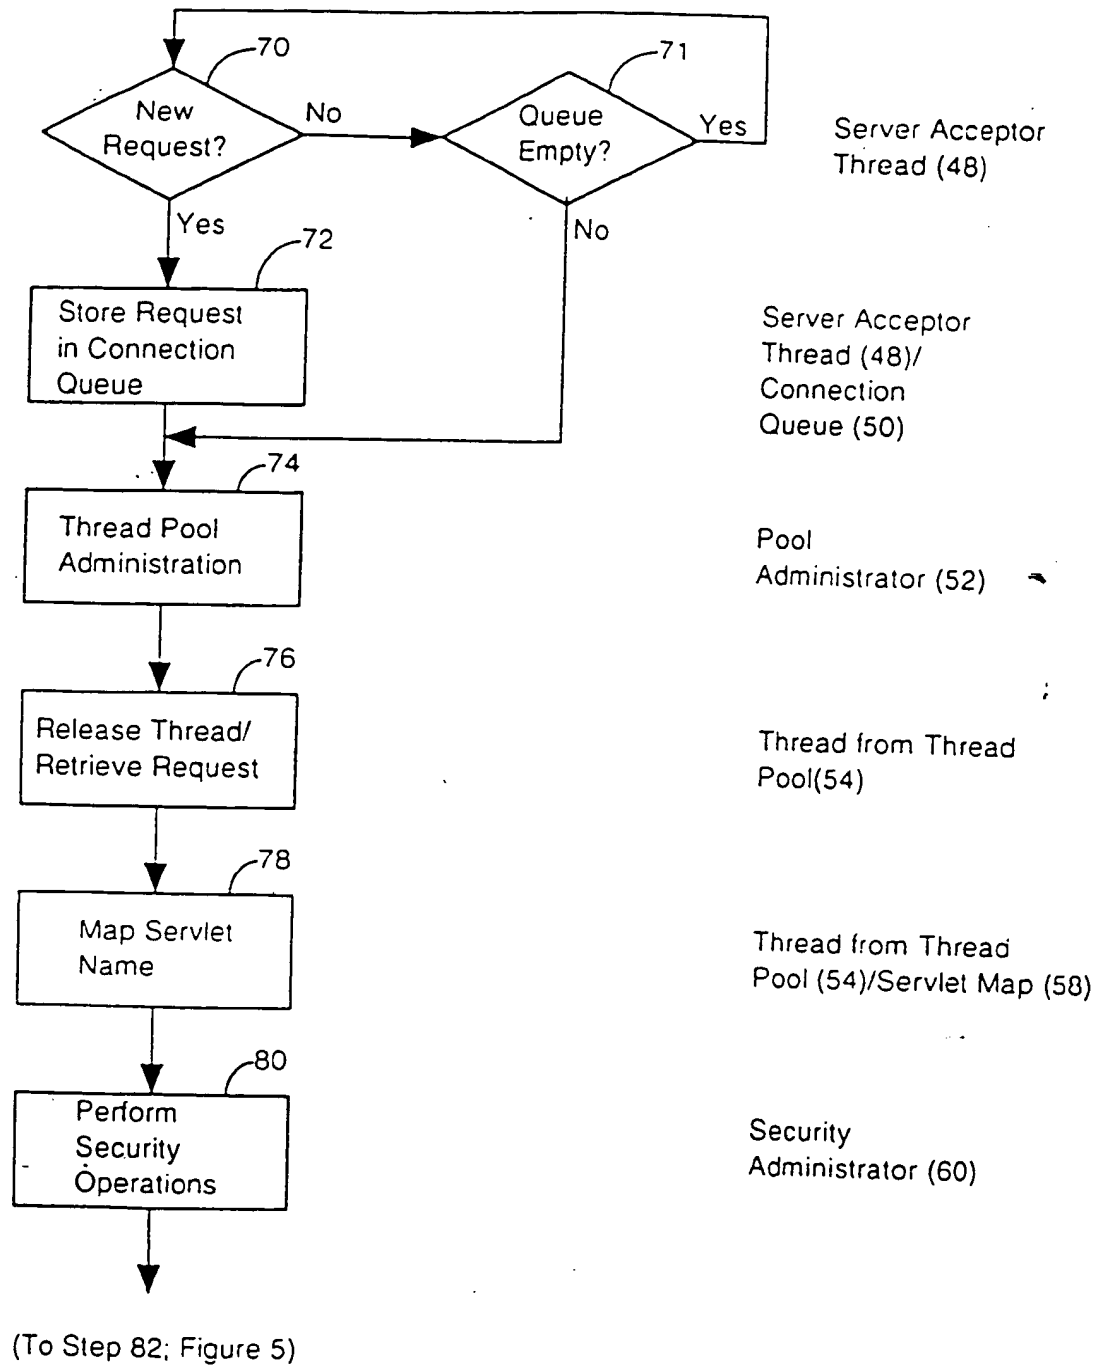 70
71
New
Request?
No
Queue
Empty?
Yes
Server Acceptor
Thread (48)
Yes
No
72
Store Request
in Connection
Queue
Server Acceptor
Thread (48)/
Connection
Queue (50)
74
Thread Pool
Administration
Pool
Administrator (52)
76
Release Thread/
Retrieve Request
Thread from Thread
Pool(54)
78
Map Servlet
Name
Thread from Thread
Pool (54)/Servlet Map (58)
80
Perform
Security
Operations
Security
Administrator (60)
(To Step 82; Figure 5)